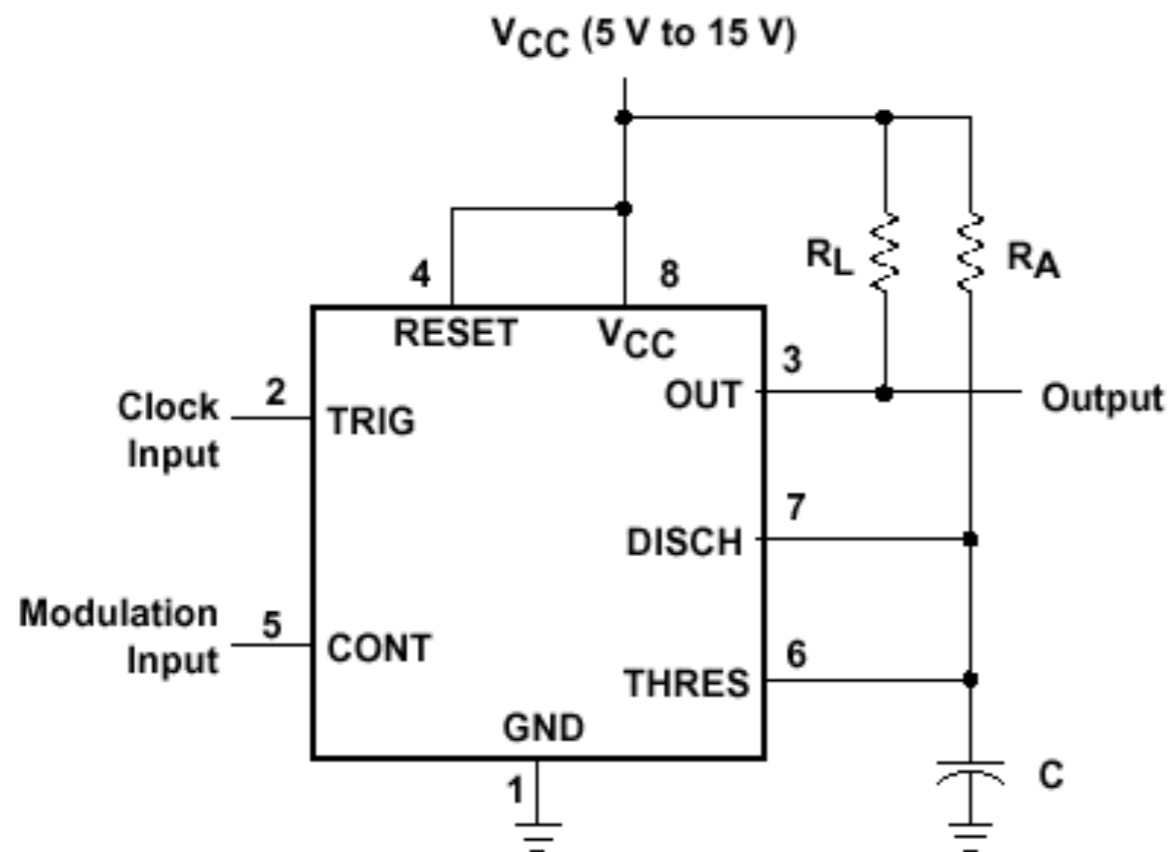 VCC (5 V to 15 V)
RL
RA
4
8
RESET
VCC
3
Clock
Input
2
TRIG
OUT
Output
7
DISCH
Modulation
Input
5
CONT
6
THRES
GND
1
C